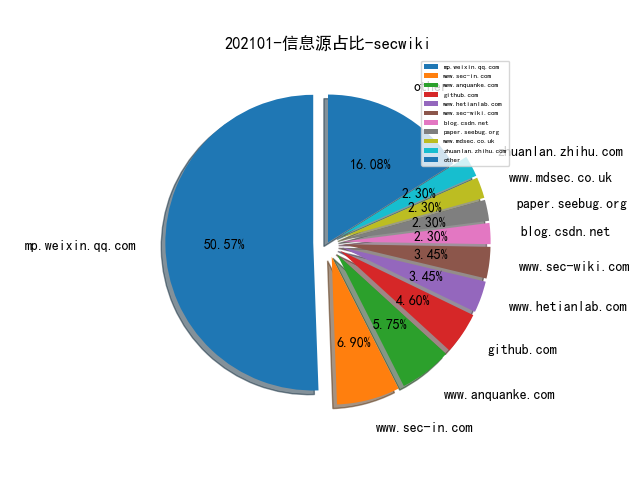 202101-信息源占比-secwiki
mp.weixin.qq.com
www.sec-in.com
www.anquanke.com
github.com
www.hetianlab.com
www.sec-wiki.com
blog.csdn.net
paper.seebug.org
www.mdsec.co.uk
zhuanlan.zhihu.com
other
16.08%
zhuanlan.zhihu.com
2.30%
www.mdsec.co.uk
2.30%
paper.seebug.org
2.30%
blog.csdn.net
2.30%
mp.weixin.qq.com
50.57%
3.45%
www.sec-wiki.com
3.45%
www.hetianlab.com
4.60%
github.com
5.75%
www.anquanke.com
6.90%
www.sec-in.com